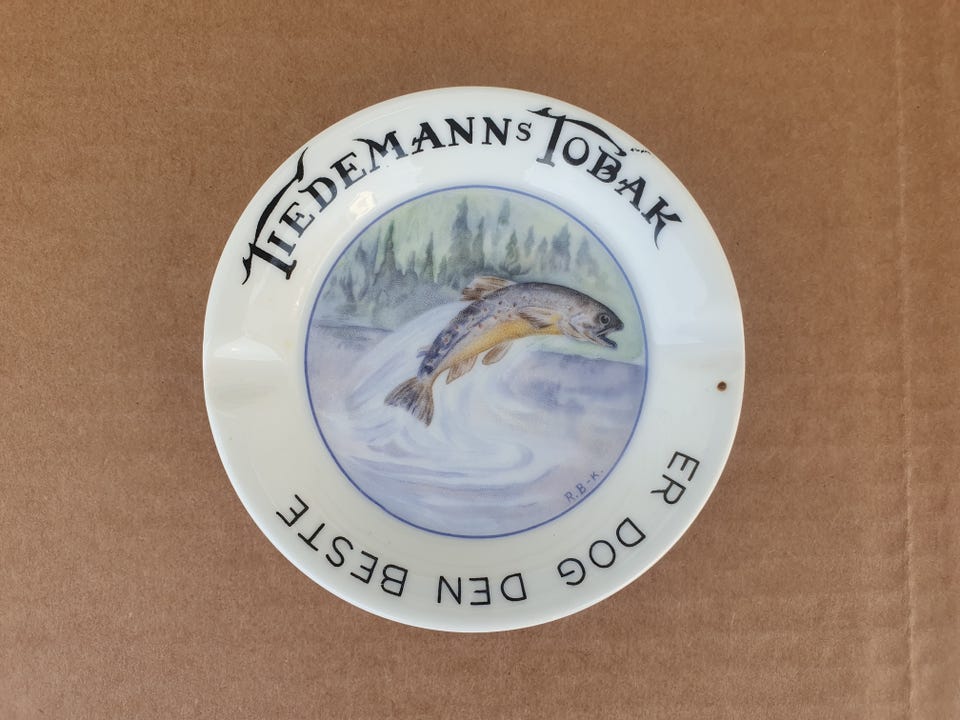 TIEDEMANNS TOBAK
ER DOG DEN BESTE
R.B-K.